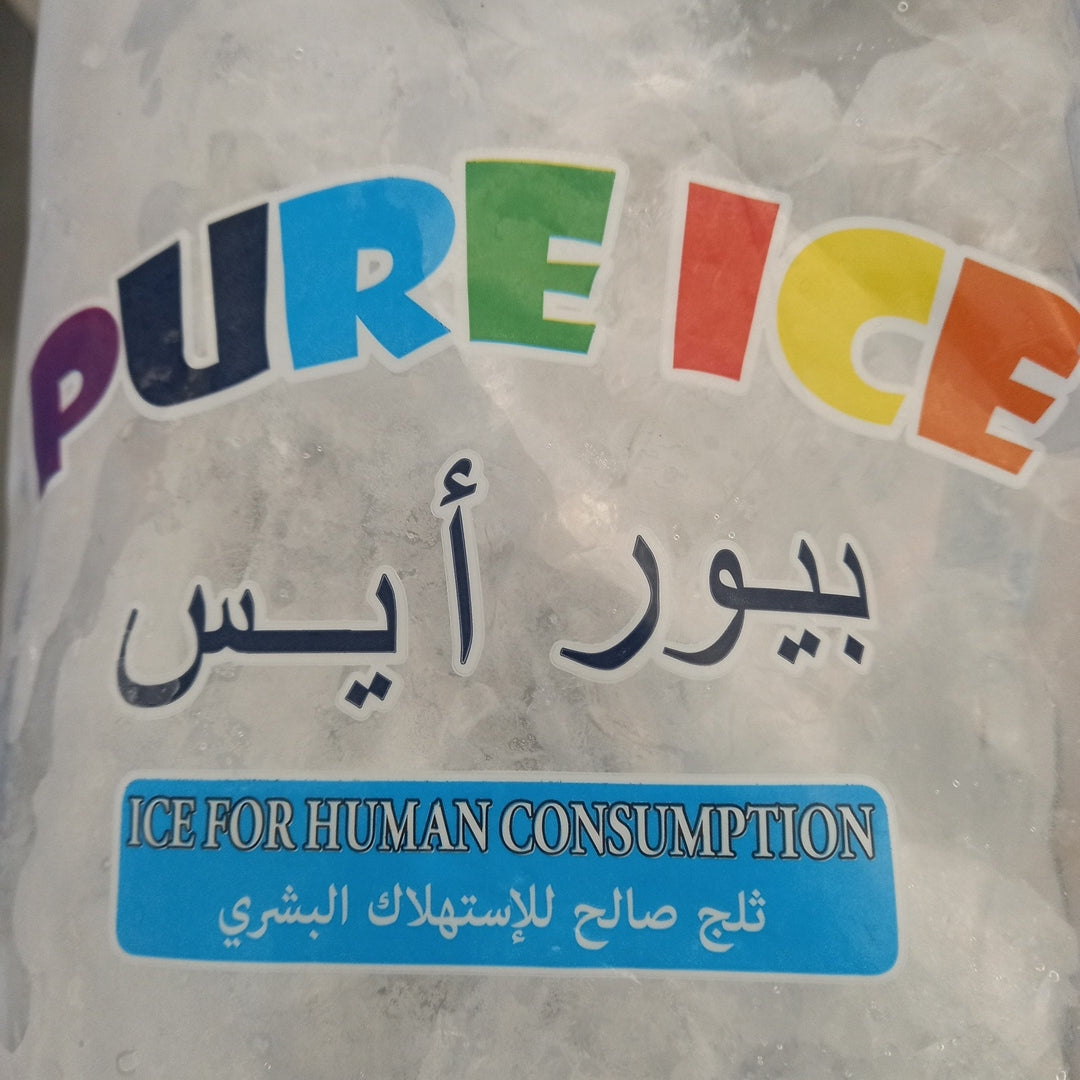 PURE ICE
بيور أيس
ICE FOR HUMAN CONSUMPTION
ثلج صالح للإستهلاك البشري